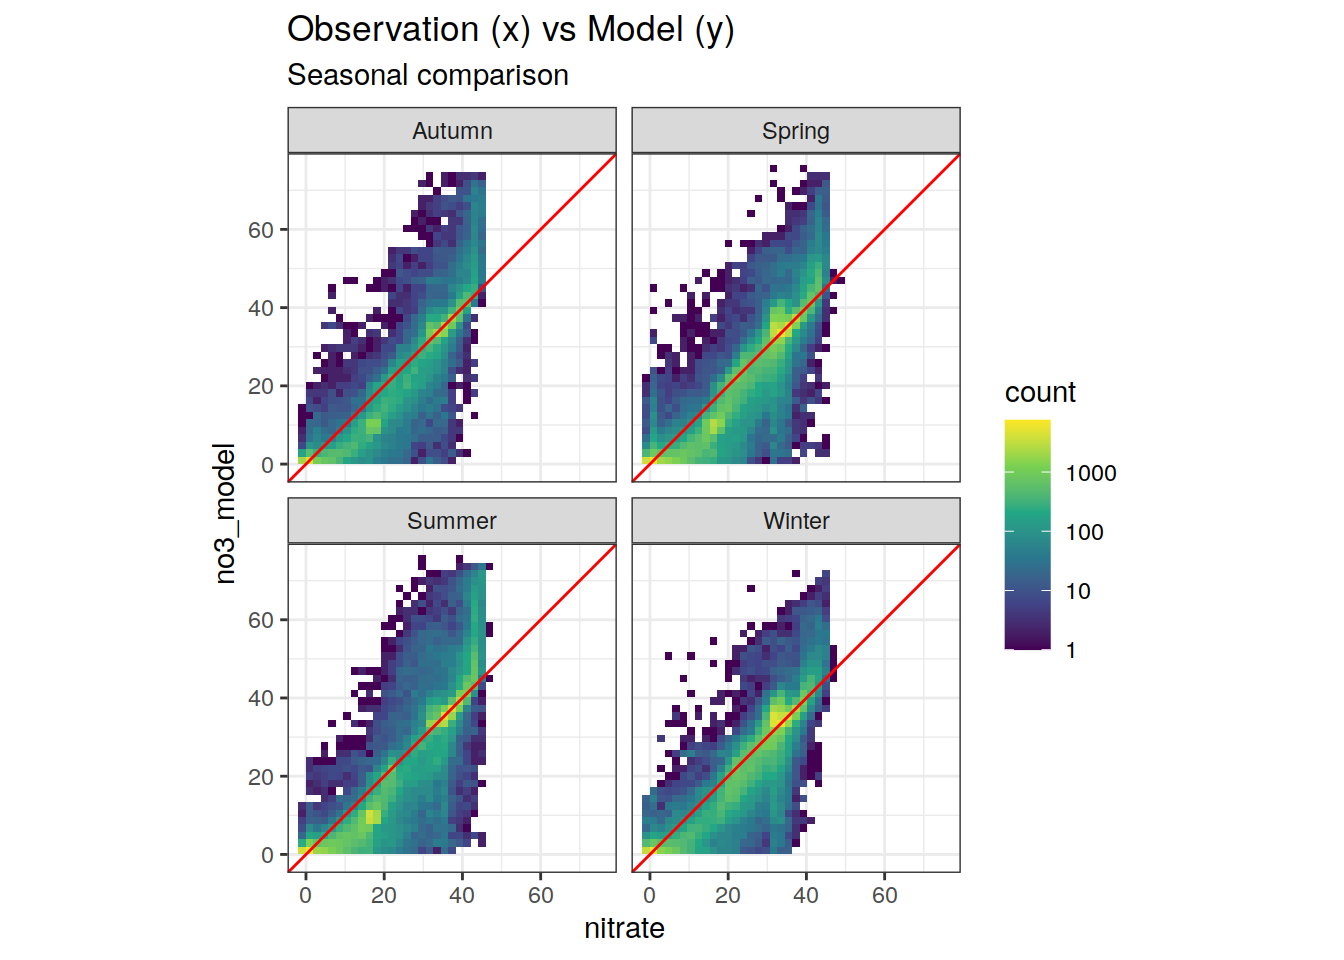 Observation (x) vs Model (y)
Seasonal comparison
Autumn
Spring
60
40
20
0
Summer
Winter
60
40
20
0
0 20 40 60
0 20 40 60
nitrate
no3_model
count
1000
100
10
1